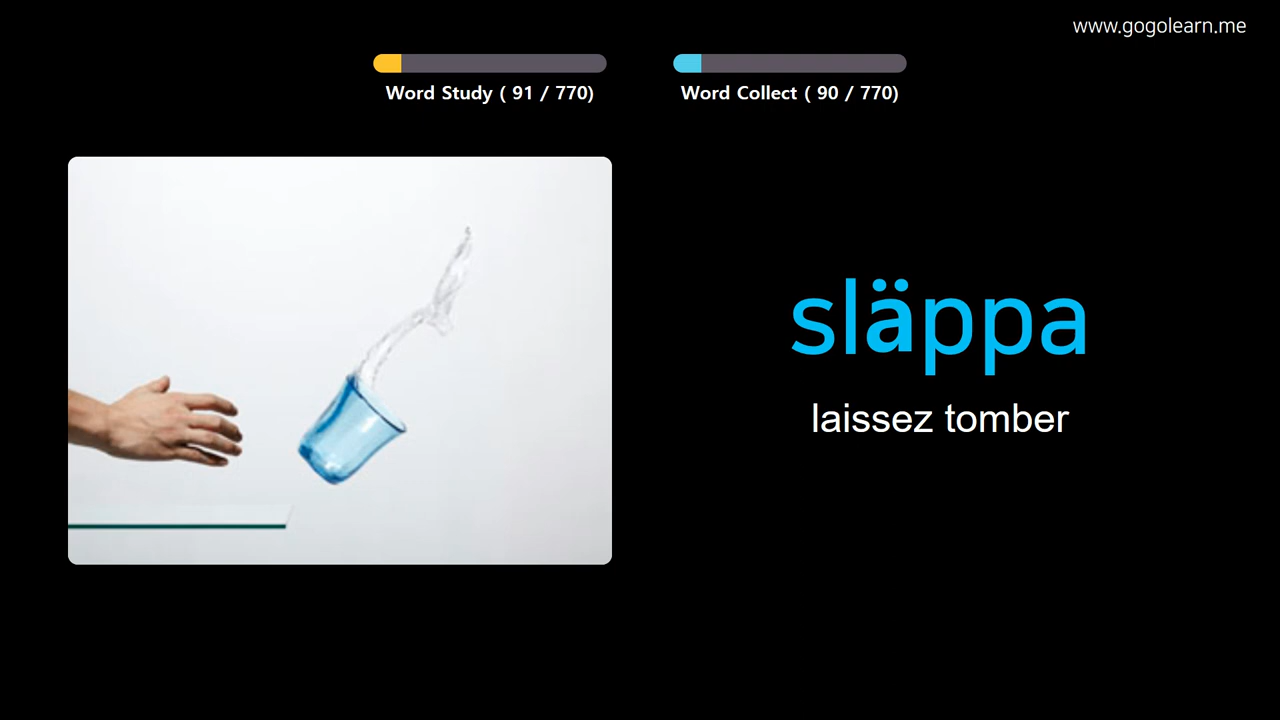 www.gogolearn.me
Word Study ( 91 / 770)
Word Collect ( 90 / 770)
släppa
laissez tomber